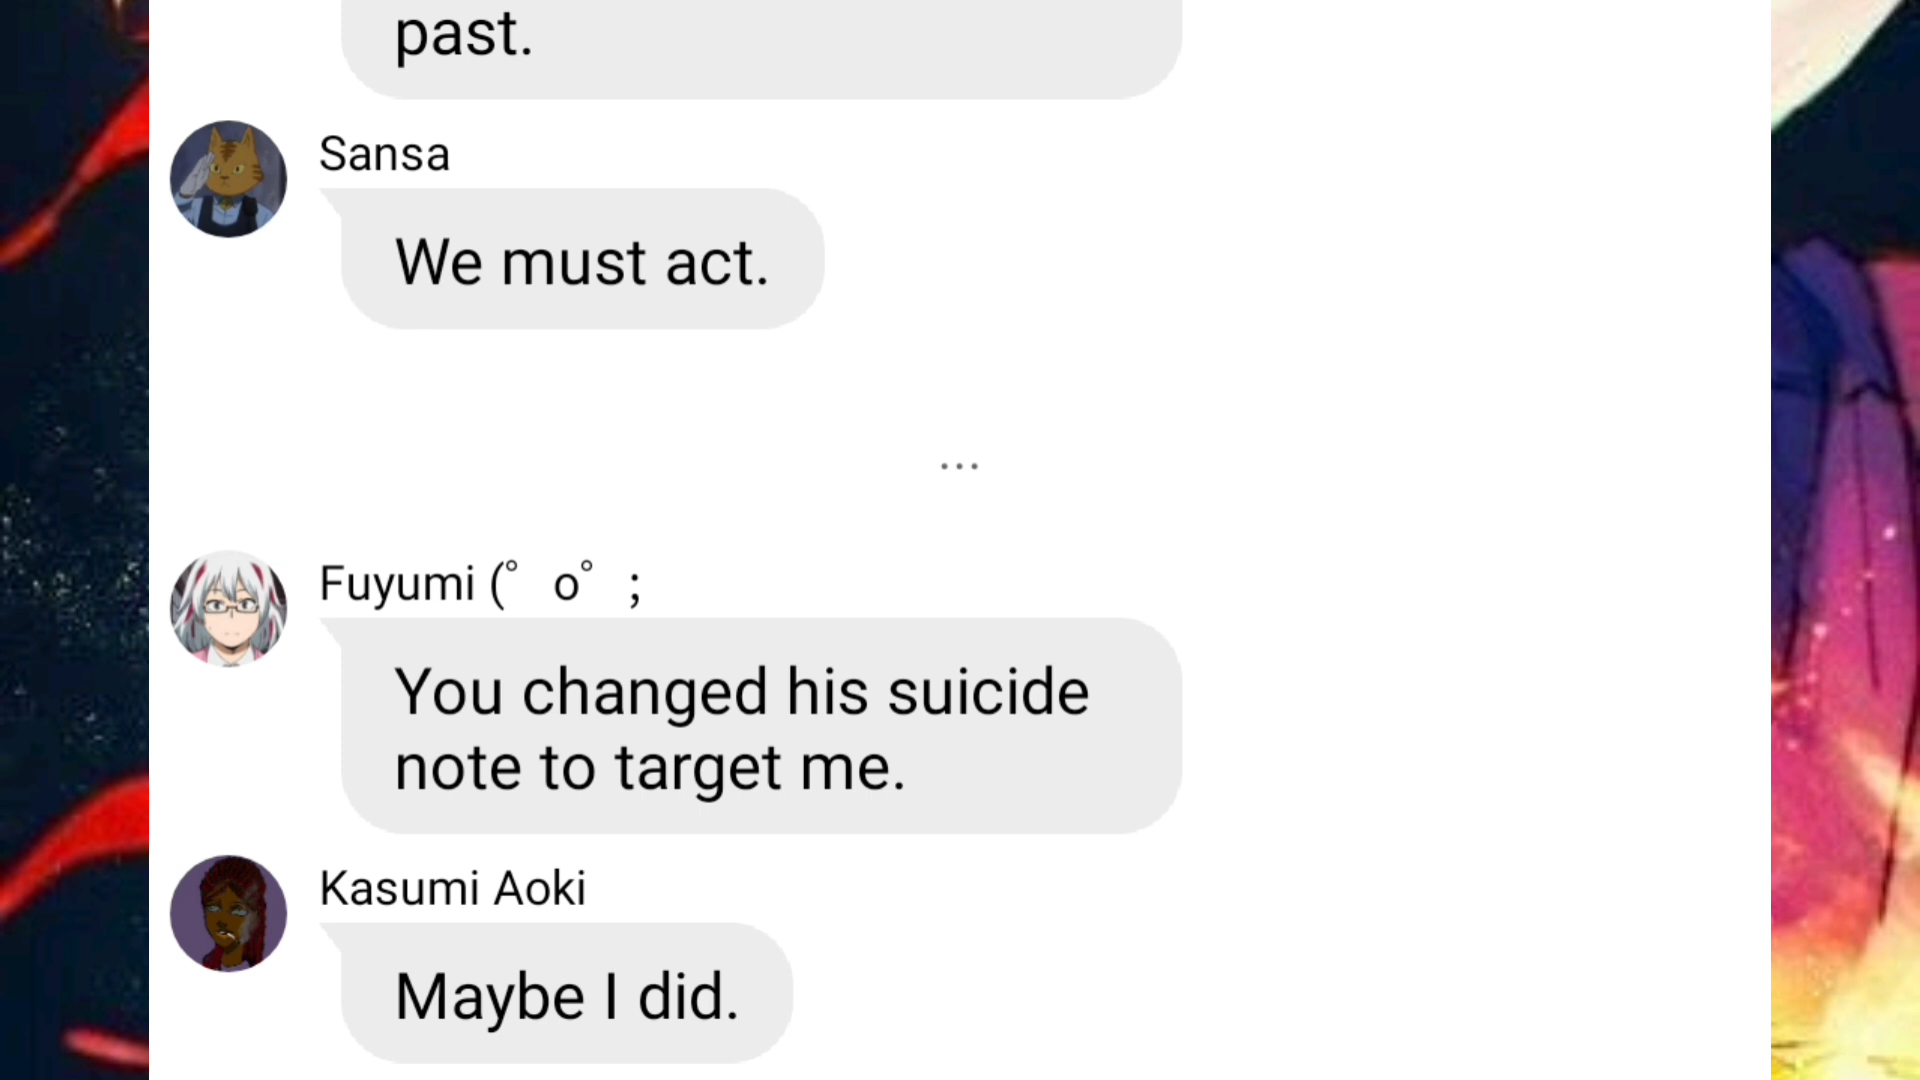 past.
Sansa
We must act.
...
Fuyumi (゜o゜;
You changed his suicide
note to target me.
Kasumi Aoki
Maybe I did.